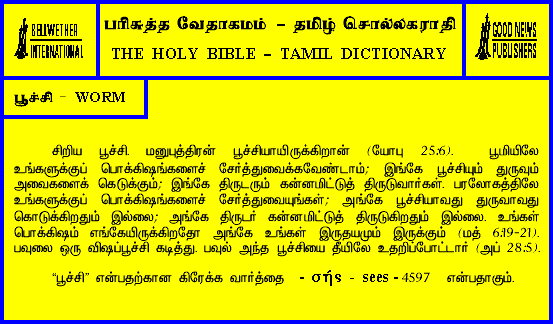 BELLWETHER
INTERNATIONAL
பரிசுத்த வேதாகமம் – தமிழ் சொல்லகராதி
THE HOLY BIBLE – TAMIL DICTIONARY
GOOD NEWS
PUBLISHERS
பூச்சி – WORM
சிறிய பூச்சி. மனுபுத்திரன் பூச்சியாயிருக்கிறான் (யோபு 25:6). பூமியிலே
உங்களுக்குப் பொக்கிஷங்களைச் சேர்த்துவைக்கவேண்டாம்; இங்கே பூச்சியும் துருவும்
அவைகளைக் கெடுக்கும்; இங்கே திருடரும் கன்னமிட்டுத் திருடுவார்கள். பரலோகத்திலே
உங்களுக்குப் பொக்கிஷங்களைச் சேர்த்துவையுங்கள்; அங்கே பூச்சியாவது துருவாவது
கெடுக்கிறதும் இல்லை; அங்கே திருடர் கன்னமிட்டுத் திருடுகிறதும் இல்லை. உங்கள்
பொக்கிஷம் எங்கேயிருக்கிறதோ அங்கே உங்கள் இருதயமும் இருக்கும் (மத் 6:19-21).
பவுலை ஒரு விஷப்பூச்சி கடித்து. பவுல் அந்த பூச்சியை தீயிலே உதறிப்போட்டார் (அப் 28:5).
“பூச்சி” என்பதற்கான கிரேக்க வார்த்தை - σής - sees - 4597 என்பதாகும்.